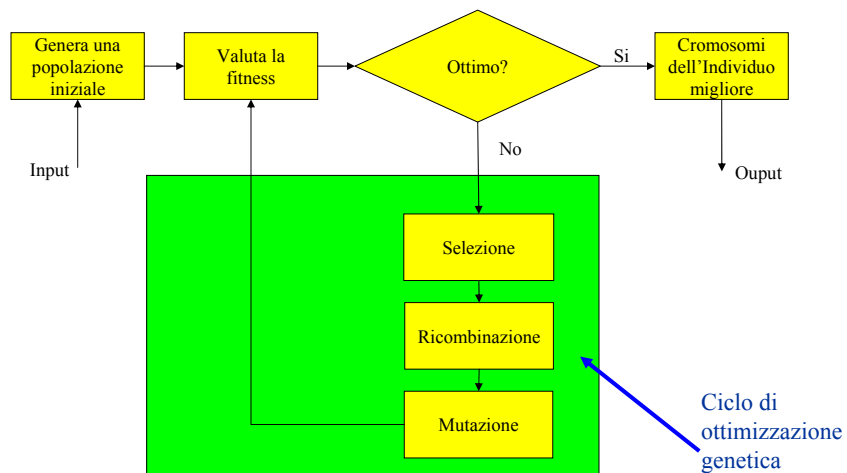 Genera una
popolazione
iniziale
Valuta la
fitness
Ottimo?
Si
Cromosomi
dell’Individuo
migliore
Input
No
Ouput
Selezione
Ricombinazione
Mutazione
Ciclo di
ottimizzazione
genetica